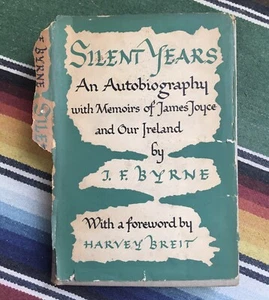 SILENT YEARS
An Autobiography
with Memoirs of James Joyce
and Our Ireland
by
J. F. BYRNE
With a foreword by
HARVEY BREIT
F. BYRNE